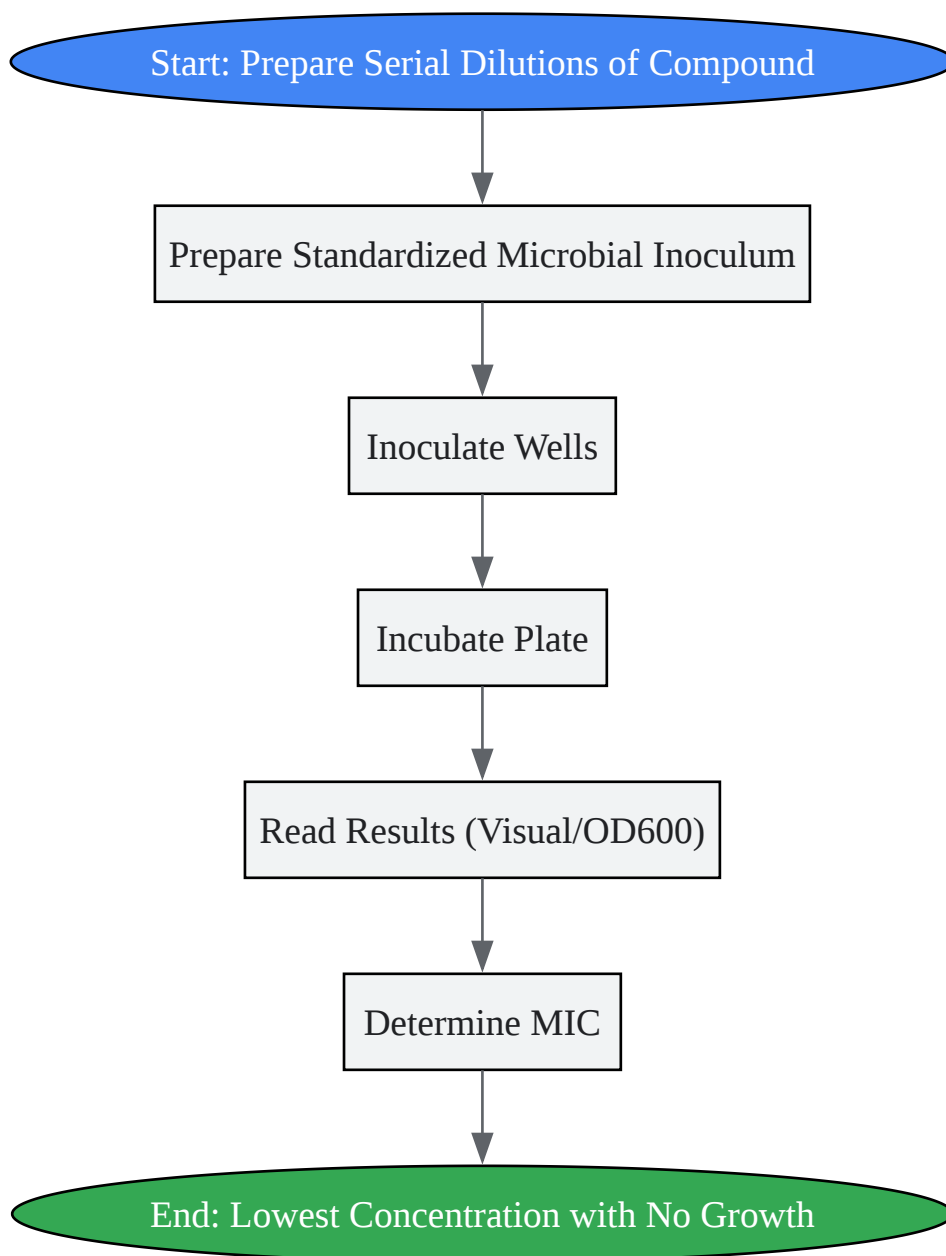 Start: Prepare Serial Dilutions of Compound
Prepare Standardized Microbial Inoculum
Inoculate Wells
Incubate Plate
Read Results (Visual/OD600)
Determine MIC
End: Lowest Concentration with No Growth